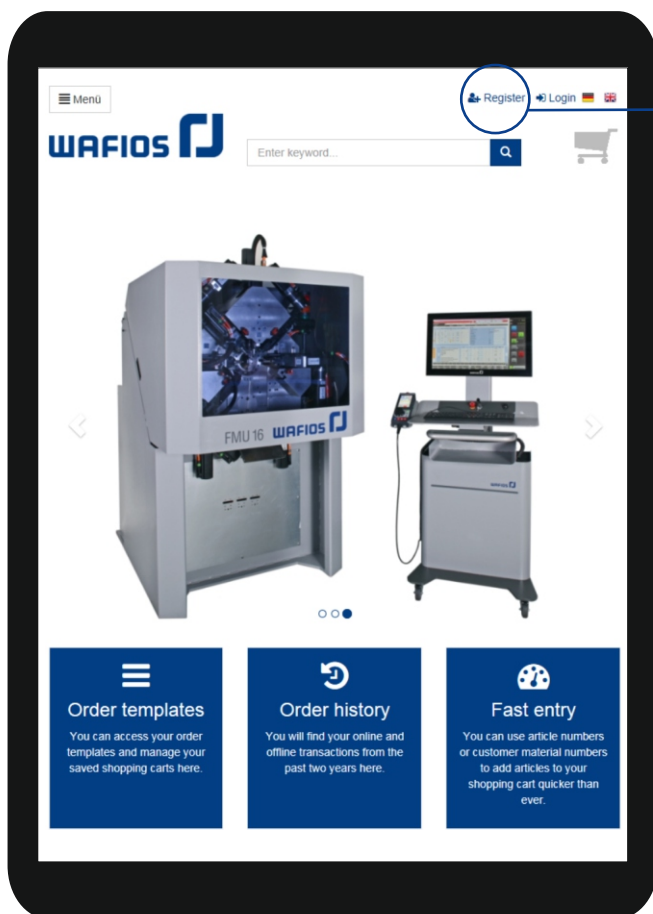 Menü
Register
Login
WAFIOS
Enter keyword...
FMU 16 WAFIOS
WAFIOS
Order templates
You can access your order
templates and manage your
saved shopping carts here.
Order history
You will find your online and
offline transactions from the
past two years here.
Fast entry
You can use article numbers
or customer material numbers
to add articles to your
shopping cart quicker than
ever.